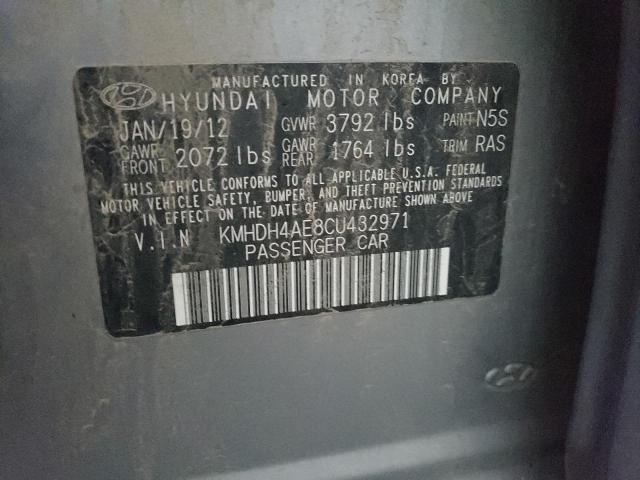 MANUFACTURED IN KOREA BY
HYUNDAI MOTOR COMPANY
JAN/19/12 GVWR 3792 lbs PAINT N5S
GAWR FRONT 2072 lbs GAWR REAR 1764 lbs TRIM RAS
THIS VEHICLE CONFORMS TO ALL APPLICABLE U.S.A. FEDERAL
MOTOR VEHICLE SAFETY, BUMPER, AND THEFT PREVENTION STANDARDS
IN EFFECT ON THE DATE OF MANUFACTURE SHOWN ABOVE
V.I.N KMHDH4AE8CU432971
PASSENGER CAR